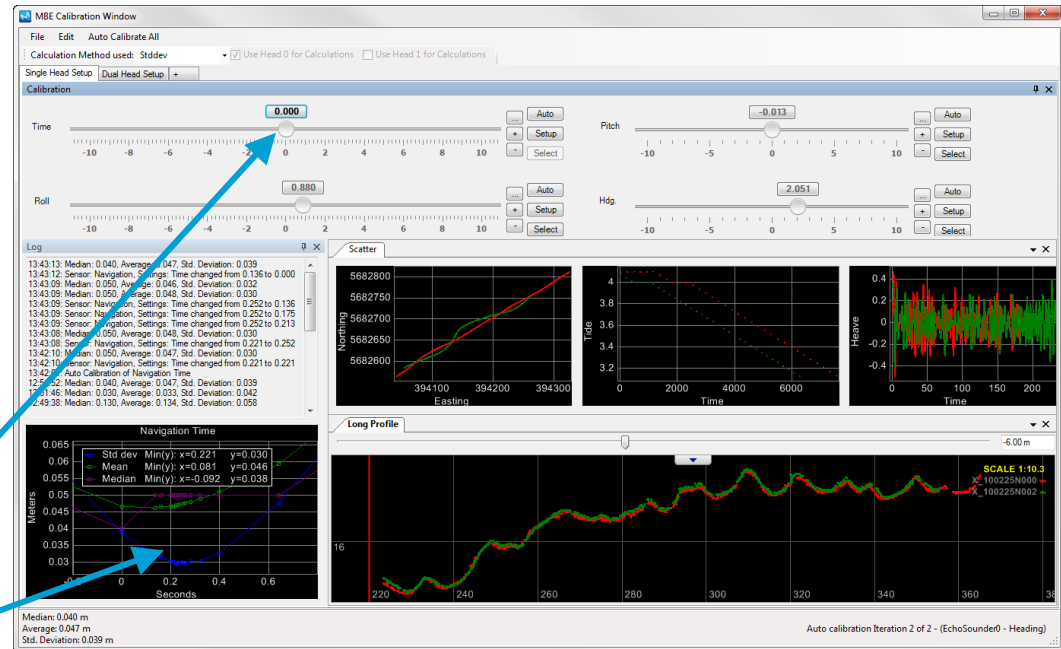 MBE Calibration Window
File Edit Auto Calibrate All
Calculation Method used: Stddev Use Head 0 for Calculations Use Head 1 for Calculations
Single Head Setup Dual Head Setup +
Calibration
0.000 ... Auto
Time + Setup
-10 -8 -6 -4 -2 0 2 4 6 8 10 - Select
-0.013 ... Auto
Pitch + Setup
-10 -5 0 5 10 - Select
0.880 ... Auto
Roll + Setup
-10 -8 -6 -4 -2 0 2 4 6 8 10 - Select
2.051 ... Auto
Hdg. + Setup
-10 -5 0 5 10 - Select
Log
13:43:13: Median: 0.040, Average: 0.047, Std. Deviation: 0.039
13:43:12: Sensor: Navigation, Settings: Time changed from 0.136 to 0.000
13:43:09: Median: 0.050, Average: 0.046, Std. Deviation: 0.032
13:43:09: Median: 0.050, Average: 0.048, Std. Deviation: 0.030
13:43:09: Sensor: Navigation, Settings: Time changed from 0.252 to 0.136
13:43:09: Sensor: Navigation, Settings: Time changed from 0.252 to 0.175
13:43:09: Sensor: Navigation, Settings: Time changed from 0.252 to 0.213
13:43:08: Median: 0.050, Average: 0.048, Std. Deviation: 0.030
13:43:08: Sensor: Navigation, Settings: Time changed from 0.221 to 0.252
13:42:10: Median: 0.050, Average: 0.047, Std. Deviation: 0.030
13:42:10: Sensor: Navigation, Settings: Time changed from 0.221 to 0.221
Auto Calibration of Navigation Time
Median: 0.040, Average: 0.047, Std. Deviation: 0.039
Median: 0.030, Average: 0.033, Std. Deviation: 0.042
12:49:38: Median: 0.130, Average: 0.134, Std. Deviation: 0.058
Scatter
5682800
5682750
5682700
5682650
5682600
Northing
394100 394200 394300
Easting
4
3.8
3.6
3.4
3.2
Tide
0 2000 4000 6000
Time
0.4
0.2
0
-0.2
-0.4
Heave
0 50 100 150 200
Time
Navigation Time
Std dev Min(y): x=0.221 y=0.030
Mean Min(y): x=0.081 y=0.046
Median Min(y): x=-0.092 y=0.038
0.065
0.06
0.055
0.05
0.045
0.04
0.035
0.03
Meters
0 0.2 0.4 0.6
Seconds
Long Profile
-6.00 m
SCALE 1:10.3
X_100225N000
X_100225N002
16
220 240 260 280 300 320 340 360
Median: 0.040 m
Average: 0.047 m
Std. Deviation: 0.039 m
Auto calibration Iteration 2 of 2 - (EchoSounder0 - Heading)